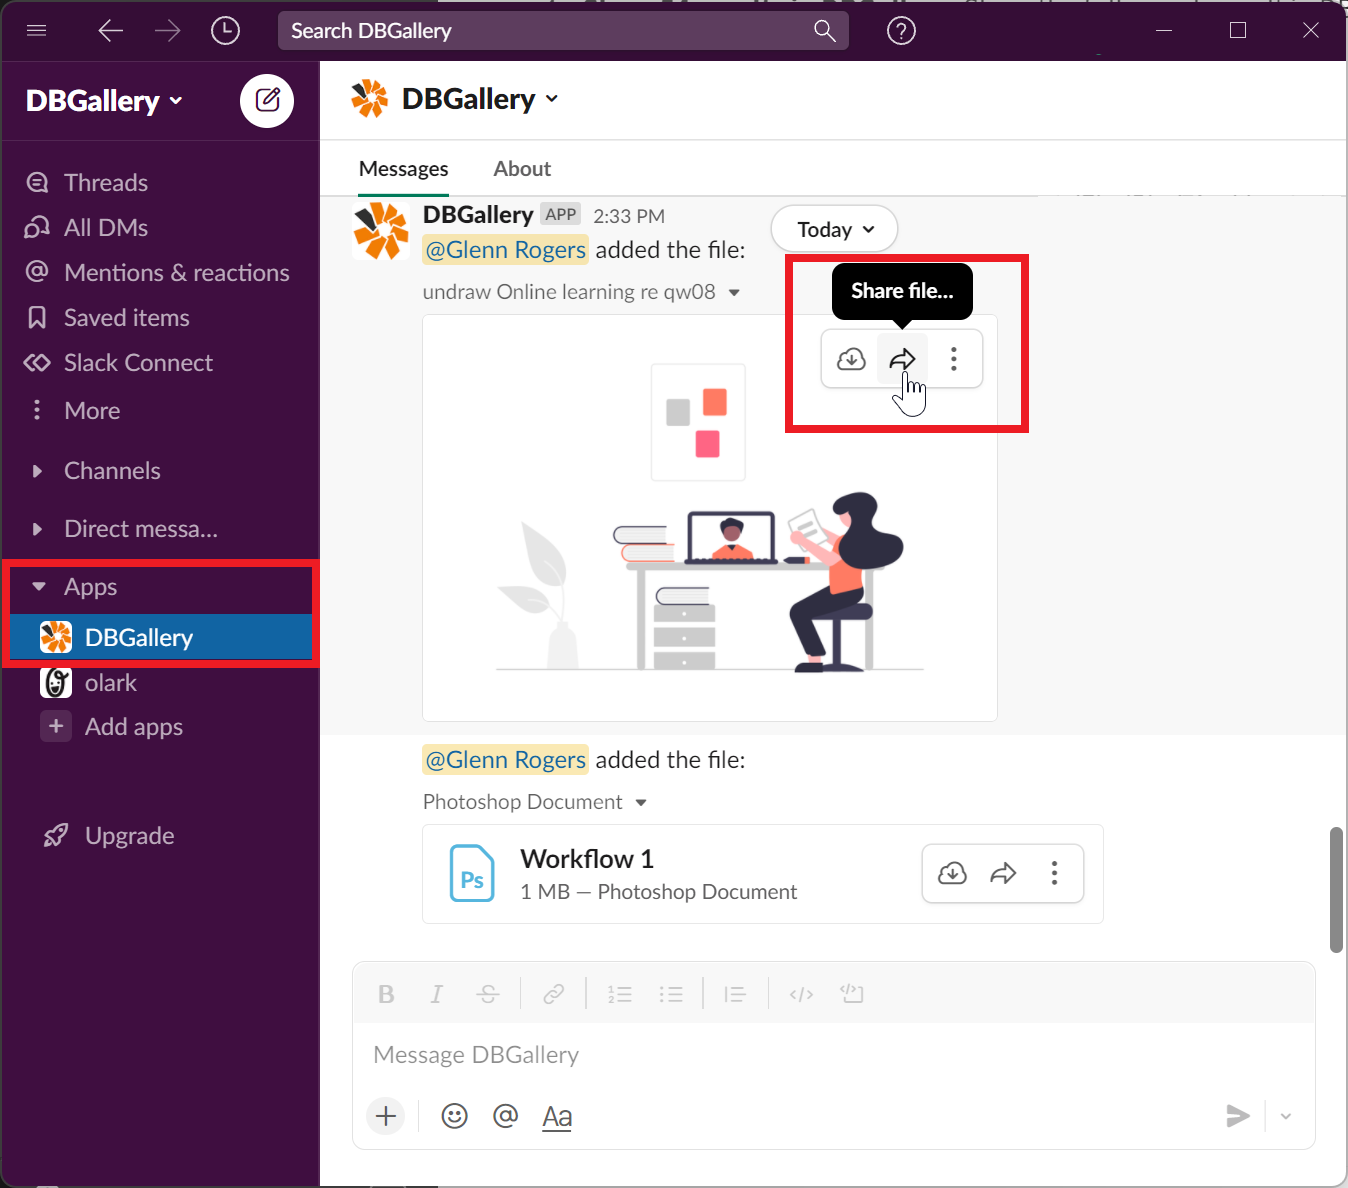 Search DBGallery
DBGallery
DBGallery
Threads
All DMs
Mentions & reactions
Saved items
Slack Connect
More
Channels
Direct messa...
Apps
DBGallery
olark
Add apps
Upgrade
Messages
About
DBGallery APP 2:33 PM
Today
@Glenn Rogers added the file:
undraw Online learning re qw08
Share file...
@Glenn Rogers added the file:
Photoshop Document
Ps
Workflow 1
1 MB — Photoshop Document
B I S
Message DBGallery
Aa